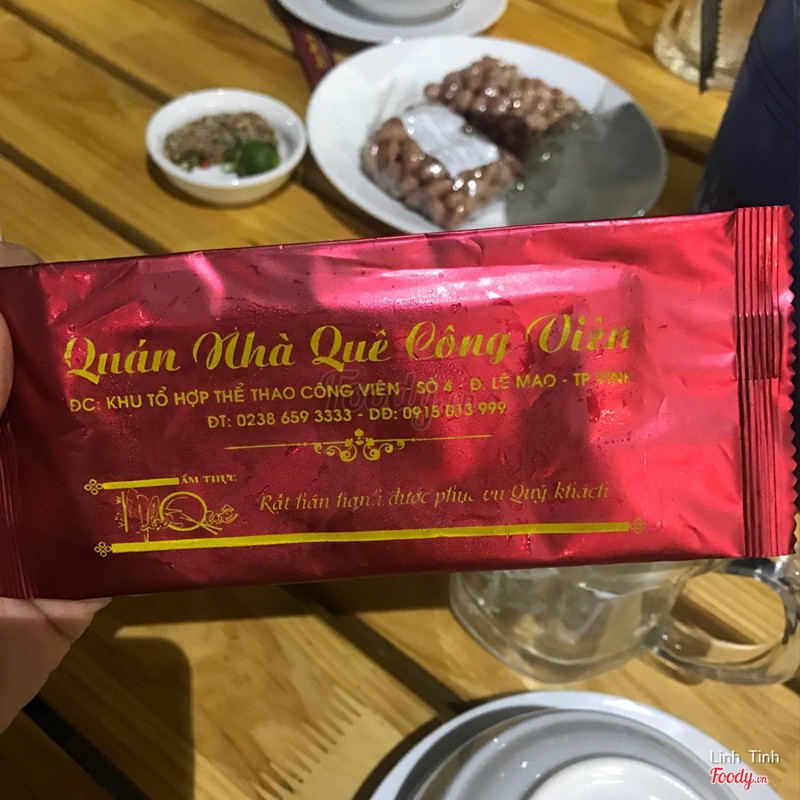 Quán Nhà Quê Công Viên
ĐC: KHU TỔ HỢP THỂ THAO CÔNG VIÊN - SỐ 4 - Đ. LÊ MAO - TP VINH
ĐT: 0238 659 3333 - DĐ: 0915 013 999
ẨM THỰC
Nhà Quê
Rất hân hạnh được phục vụ Quý khách
Foody.vn
Linh Tinh
Foody.vn